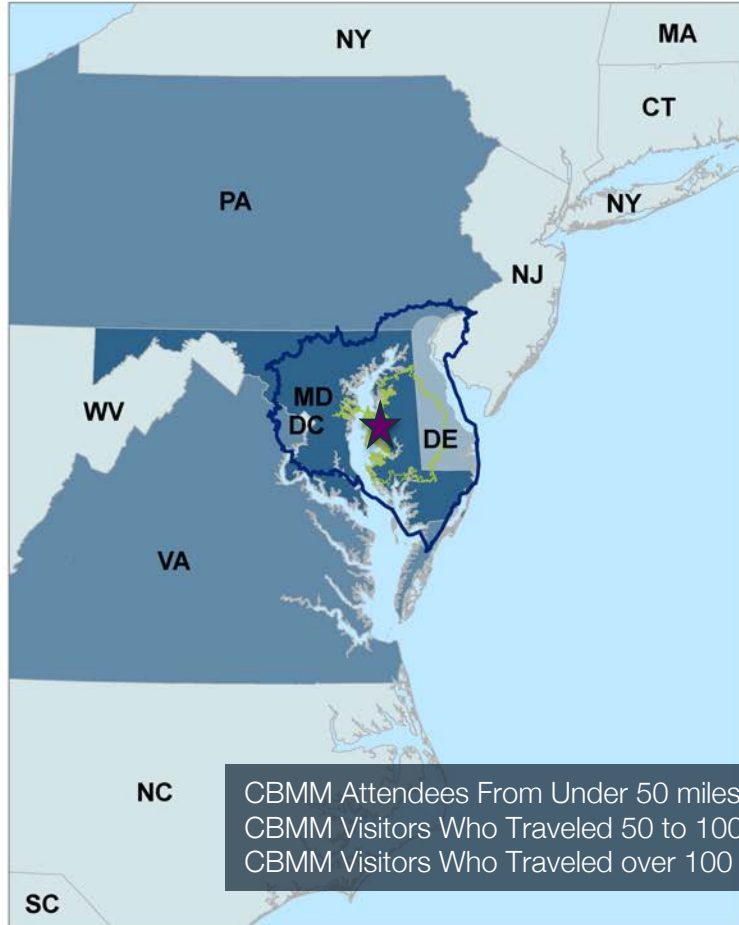 NY
MA
CT
PA
NY
NJ
MD
WV
DC
DE
VA
NC
CBMM Attendees From Under 50 miles
CBMM Visitors Who Traveled 50 to 100
CBMM Visitors Who Traveled over 100
SC